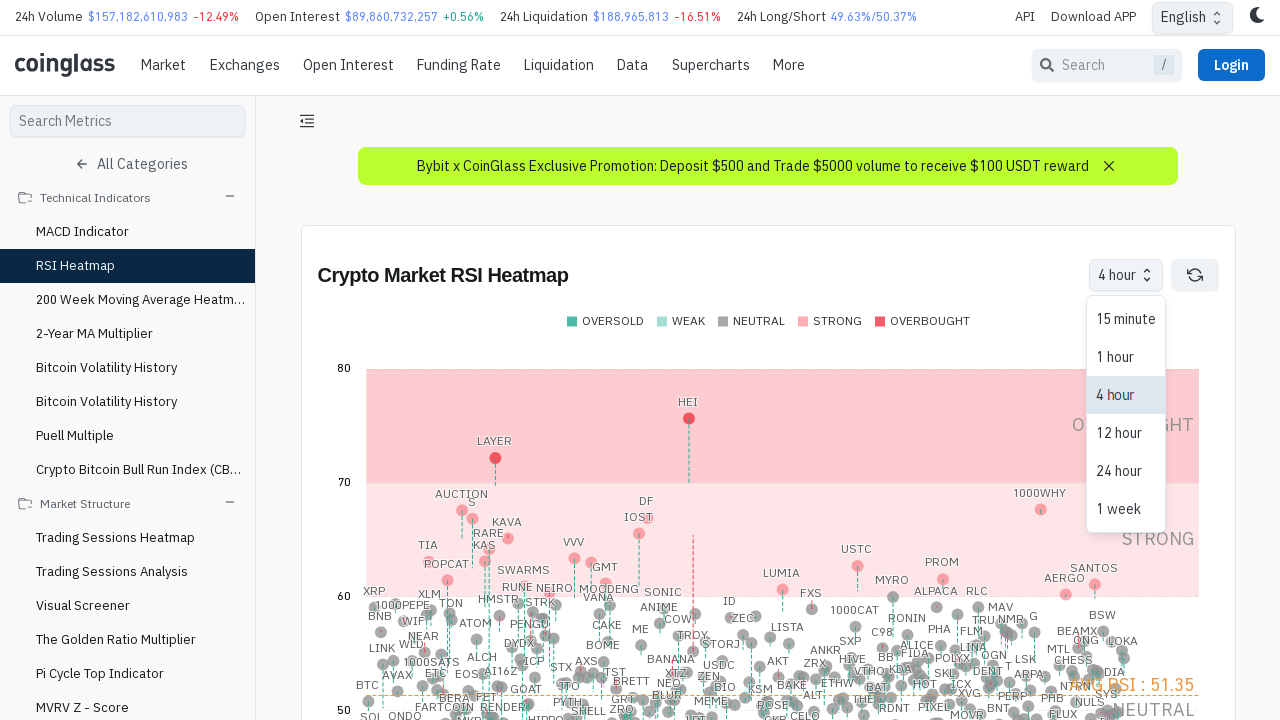 24h Volume $157,182,610,983 -12.49% Open Interest $89,860,732,257 +0.56% 24h Liquidation $188,965,813 -16.51% 24h Long/Short 49.63%/50.37% API Download APP English
coinglass Market Exchanges Open Interest Funding Rate Liquidation Data Supercharts More Search / Login
Search Metrics
All Categories
Technical Indicators
MACD Indicator
RSI Heatmap
200 Week Moving Average Heatm...
2-Year MA Multiplier
Bitcoin Volatility History
Bitcoin Volatility History
Puell Multiple
Crypto Bitcoin Bull Run Index (CB...
Market Structure
Trading Sessions Heatmap
Trading Sessions Analysis
Visual Screener
The Golden Ratio Multiplier
Pi Cycle Top Indicator
MVRV Z - Score
Bybit x CoinGlass Exclusive Promotion: Deposit $500 and Trade $5000 volume to receive $100 USDT reward
Crypto Market RSI Heatmap
4 hour
15 minute
1 hour
4 hour
12 hour
24 hour
1 week
OVERSOLD WEAK NEUTRAL STRONG OVERBOUGHT
80
HEI
LAYER
70
AUCTION
S
DF
1000WHY
IOST
KAVA
RARE
STRONG
TIA
KAS
VVV
USTC
POPCAT
SWARMS
GMT
LUMIA
PROM
SANTOS
MYRO
AERGO
60
XRP
XLM
RUNE
NEIRO
MOODENG
SONIC
FXS
ALPACA
RLC
1000PEPE
TDN
HMSTR
STRK
VANA
ANIME
ID
1000CAT
MAV
BNB
WIF
ATOM
PENGU
CAKE
ME
COW
ZEC
LISTA
RONIN
TRU
NMR
G
BSW
NEAR
TROY
C98
PHA
FLM
BEAMX
LINK
WLD
DYDX
BOME
STORJ
ANKR
SXP
ALICE
LINA
MTL
LOKA
1000SATS
ALCH
ICP
STX
AXS
BANANA
USDC
AKT
ZRX
HIVE
BB
FIDA
POLYX
OGN
LSK
CHESS
AVAX
ETC
EOS
AI16Z
TST
XTZ
ZEN
VTHO
KDA
SKL
DENT
ARPA
DIA
BTC
GOAT
BRETT
NEO
BIO
KSM
BAKE
ETHW
BAT
HOT
ICX
AVG RSI : 51.35
BERA
FET
PYTH
GRT
BLUR
MEME
ALT
XVG
PERP
PHB
SYS
FARTCOIN
RENDER
SHELL
ZRO
ROSE
THE
RDNT
PIXEL
BNT
NULS
50
SOL
ONDO
HIPPO
CELO
MOVR
FLUX
NEUTRAL